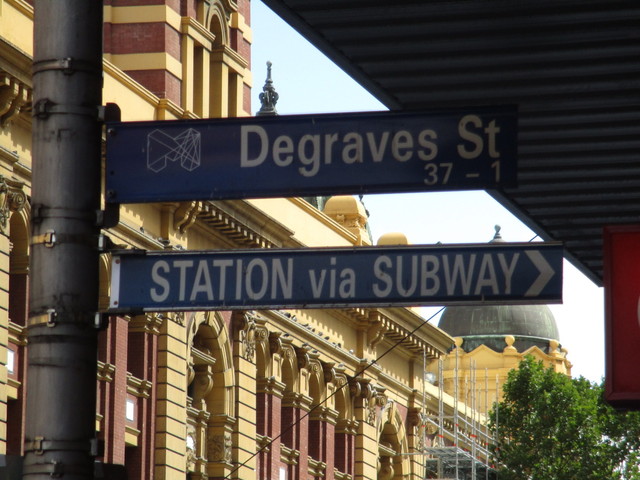 Degraves St
37 – 1
STATION via SUBWAY